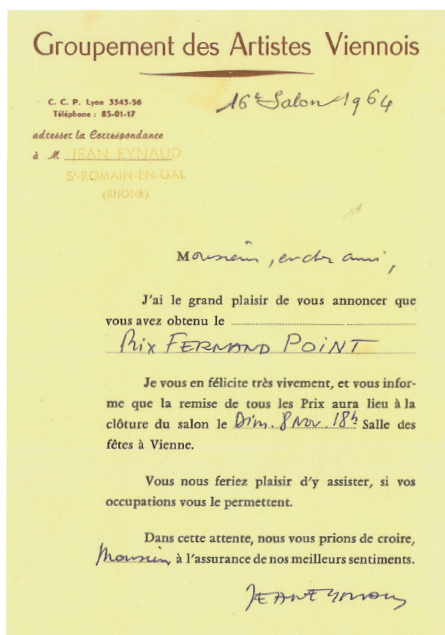 Groupement des Artistes Viennois
C. C. P. Lyon 3343-56
Téléphone : 85-01-17
16e Salon 1964
adresser la Correspondance
à M. JEAN EYNAUD
St-ROMAIN-EN-GAL
(RHONE)
Monsieur, en cher ami,
J'ai le grand plaisir de vous annoncer que
vous avez obtenu le
Prix FERNAND POINT
Je vous en félicite très vivement, et vous infor-
me que la remise de tous les Prix aura lieu à la
clôture du salon le Dim. 8 Nov. 18h Salle des
fêtes à Vienne.
Vous nous feriez plaisir d'y assister, si vos
occupations vous le permettent.
Dans cette attente, nous vous prions de croire,
Monsieur, à l'assurance de nos meilleurs sentiments.
JEAN EYNAUD